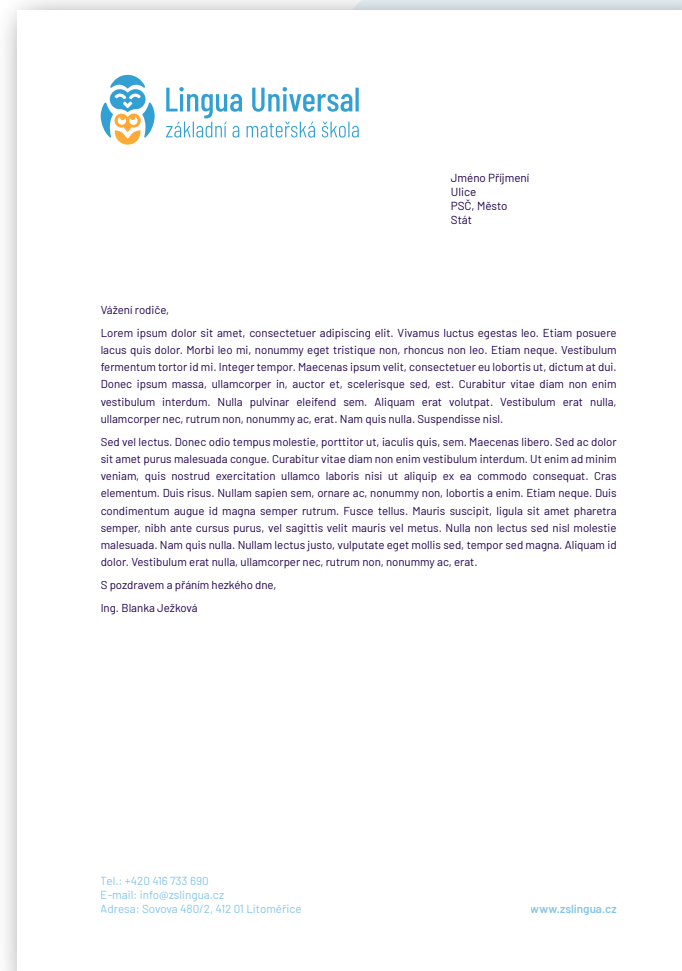 Lingua Universal
základní a mateřská škola
Jméno Příjmení
Ulice
PSČ, Město
Stát
Vážení rodiče,
Lorem ipsum dolor sit amet, consectetuer adipiscing elit. Vivamus luctus egestas leo. Etiam posuere
lacus quis dolor. Morbi leo mi, nonummy eget tristique non, rhoncus non leo. Etiam neque. Vestibulum
fermentum tortor id mi. Integer tempor. Maecenas ipsum velit, consectetuer eu lobortis ut, dictum at dui.
Donec ipsum massa, ullamcorper in, auctor et, scelerisque sed, est. Curabitur vitae diam non enim
vestibulum interdum. Nulla pulvinar eleifend sem. Aliquam erat volutpat. Vestibulum erat nulla,
ullamcorper nec, rutrum non, nonummy ac, erat. Nam quis nulla. Suspendisse nisl.
Sed vel lectus. Donec odio tempus molestie, porttitor ut, iaculis quis, sem. Maecenas libero. Sed ac dolor
sit amet purus malesuada congue. Curabitur vitae diam non enim vestibulum interdum. Ut enim ad minim
veniam, quis nostrud exercitation ullamco laboris nisi ut aliquip ex ea commodo consequat. Cras
elementum. Duis risus. Nullam sapien sem, ornare ac, nonummy non, lobortis a enim. Etiam neque. Duis
condimentum augue id magna semper rutrum. Fusce tellus. Mauris suscipit, ligula sit amet pharetra
semper, nibh ante cursus purus, vel sagittis velit mauris vel metus. Nulla non lectus sed nisl molestie
malesuada. Nam quis nulla. Nullam lectus justo, vulputate eget mollis sed, tempor sed magna. Aliquam id
dolor. Vestibulum erat nulla, ullamcorper nec, rutrum non, nonummy ac, erat.
S pozdravem a přáním hezkého dne,
Ing. Blanka Ježková
Tel.: +420 416 733 690
E-mail: info@zslingua.cz
Adresa: Sovova 480/2, 412 01 Litoměřice
www.zslingua.cz